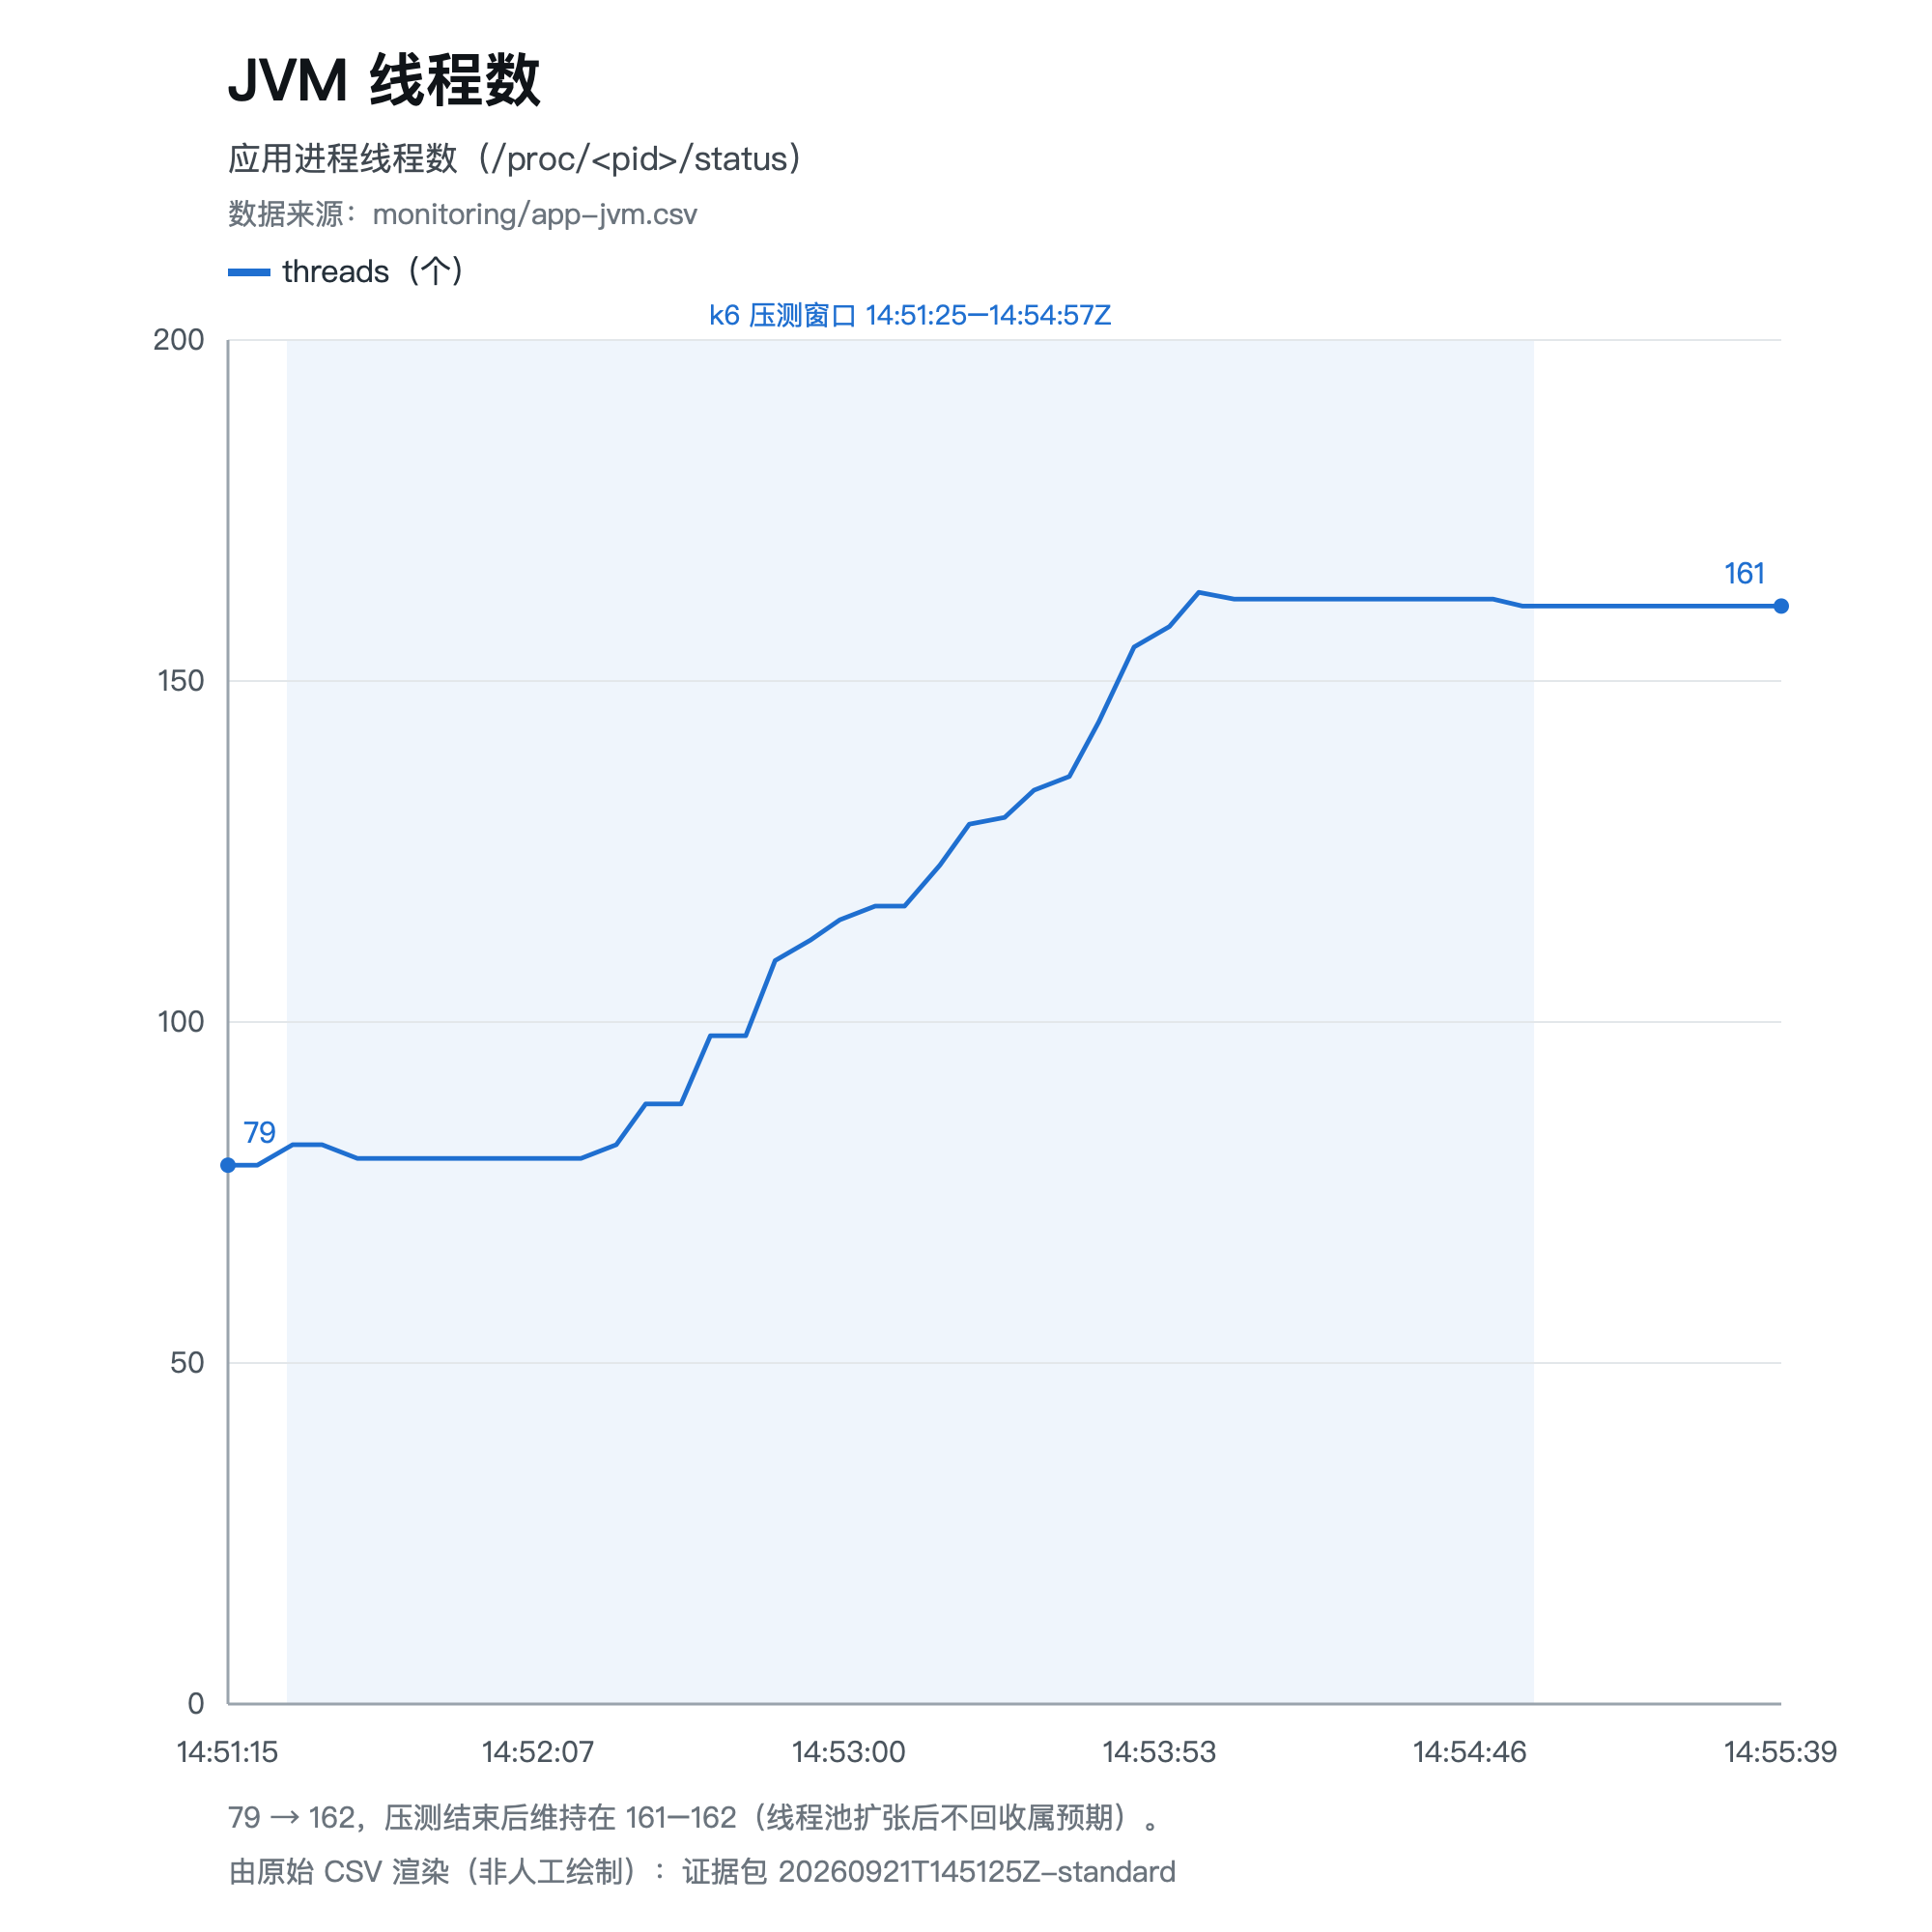 JVM 线程数
应用进程线程数（/proc/<pid>/status）
数据来源：monitoring/app-jvm.csv
threads（个）
k6 压测窗口 14:51:25—14:54:57Z
200
161
150
100
79
50
0
14:51:15 14:52:07 14:53:00 14:53:53 14:54:46 14:55:39
79 → 162，压测结束后维持在 161—162（线程池扩张后不回收属预期）。
由原始 CSV 渲染（非人工绘制）：证据包 20260921T145125Z-standard